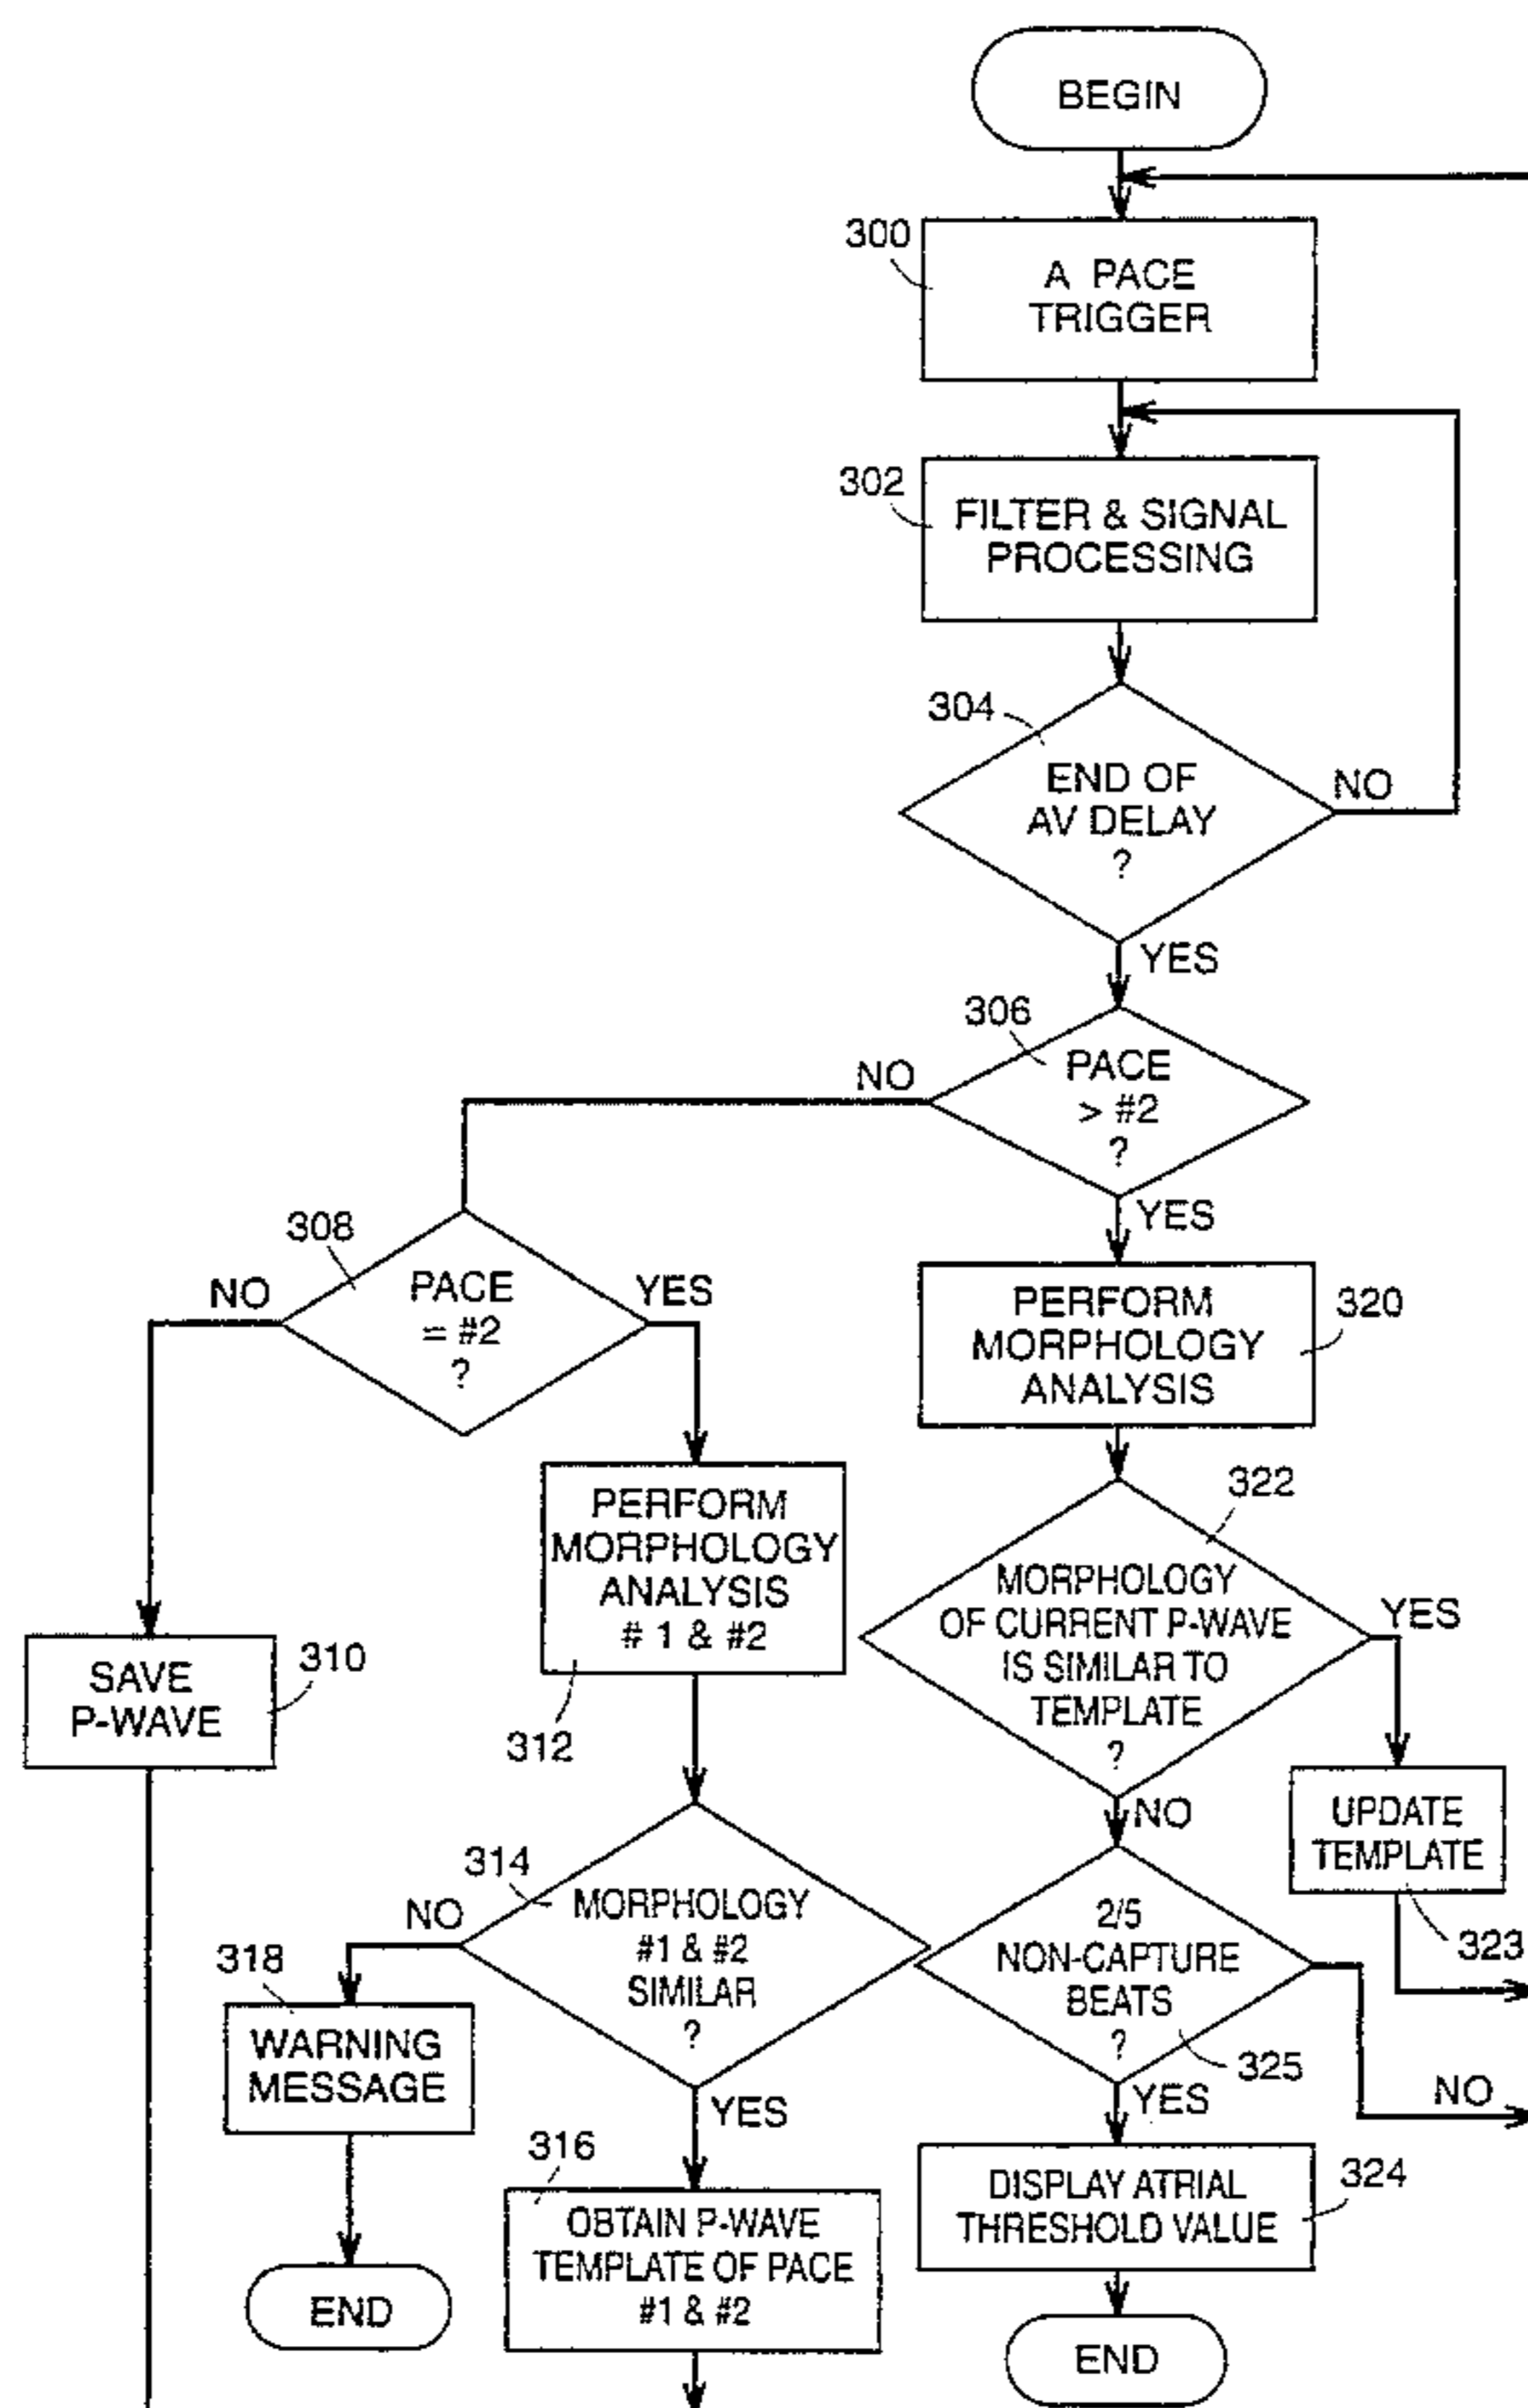 BEGIN
300
A PACE
TRIGGER
302
FILTER & SIGNAL
PROCESSING
304
END OF
AV DELAY
?
NO
YES
306
PACE
> #2
?
NO
YES
308
PACE
= #2
?
NO
YES
PERFORM
MORPHOLOGY
ANALYSIS
320
PERFORM
MORPHOLOGY
ANALYSIS
# 1 & #2
312
322
MORPHOLOGY
OF CURRENT P-WAVE
IS SIMILAR TO
TEMPLATE
?
YES
NO
SAVE
P-WAVE
310
UPDATE
TEMPLATE
323
314
MORPHOLOGY
#1 & #2
SIMILAR
?
NO
YES
2/5
NON-CAPTURE
BEATS
?
325
NO
YES
318
WARNING
MESSAGE
END
316
OBTAIN P-WAVE
TEMPLATE OF PACE
#1 & #2
DISPLAY ATRIAL
THRESHOLD VALUE
324
END